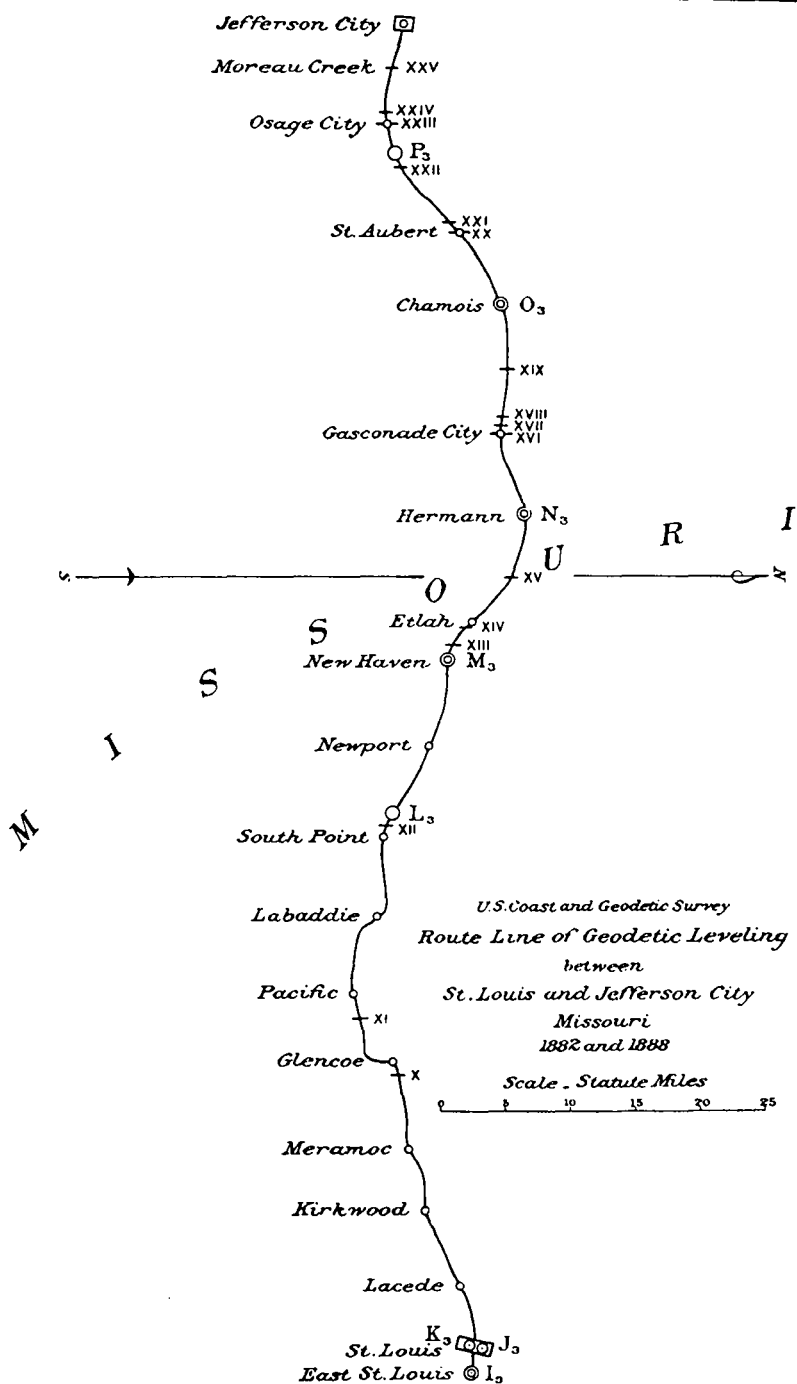 Jefferson City
Moreau Creek XXV
XXIV
Osage City XXIII
P₃
XXII
XXI
St. Aubert XX
Chamois O₃
XIX
XVIII
XVII
Gasconade City XVI
Hermann N₃
MISSOURI
S. N
XV
Etlah XIV
XIII
New Haven M₃
Newport
L₃
XII
South Point
Labaddie
Pacific
XI
Glencoe
X
Meramoc
Kirkwood
Lacede
K₃ J₃
St. Louis
East St. Louis I₃
U.S. Coast and Geodetic Survey
Route Line of Geodetic Leveling
between
St. Louis and Jefferson City
Missouri
1882 and 1888
Scale - Statute Miles
0 5 10 15 20 25